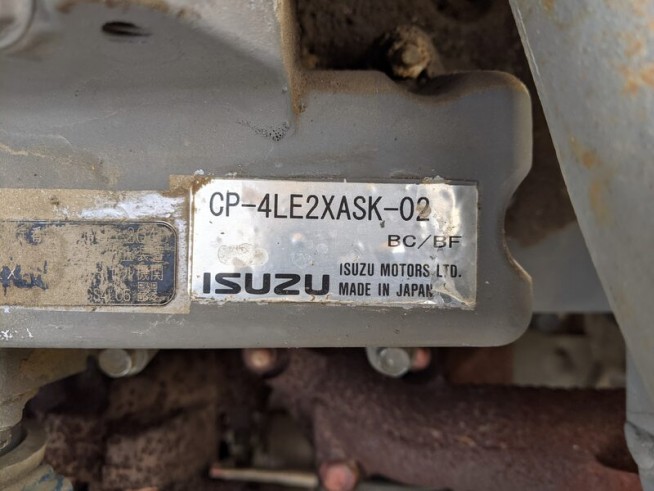 CP-4LE2XASK-02
BC/BF
ISUZU
ISUZU MOTORS LTD.
MADE IN JAPAN